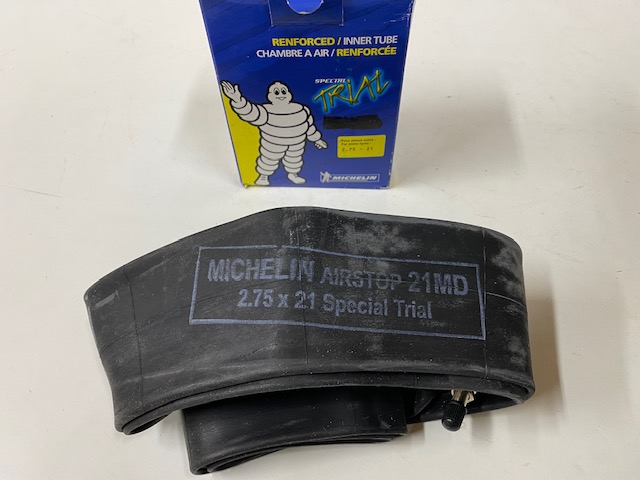 REINFORCED / INNER TUBE
CHAMBRE A AIR / RENFORCÉE
SPECIAL
TRIAL
2.75 - 21
MICHELIN
MICHELIN AIRSTOP 21MD
2.75 x 21 Special Trial